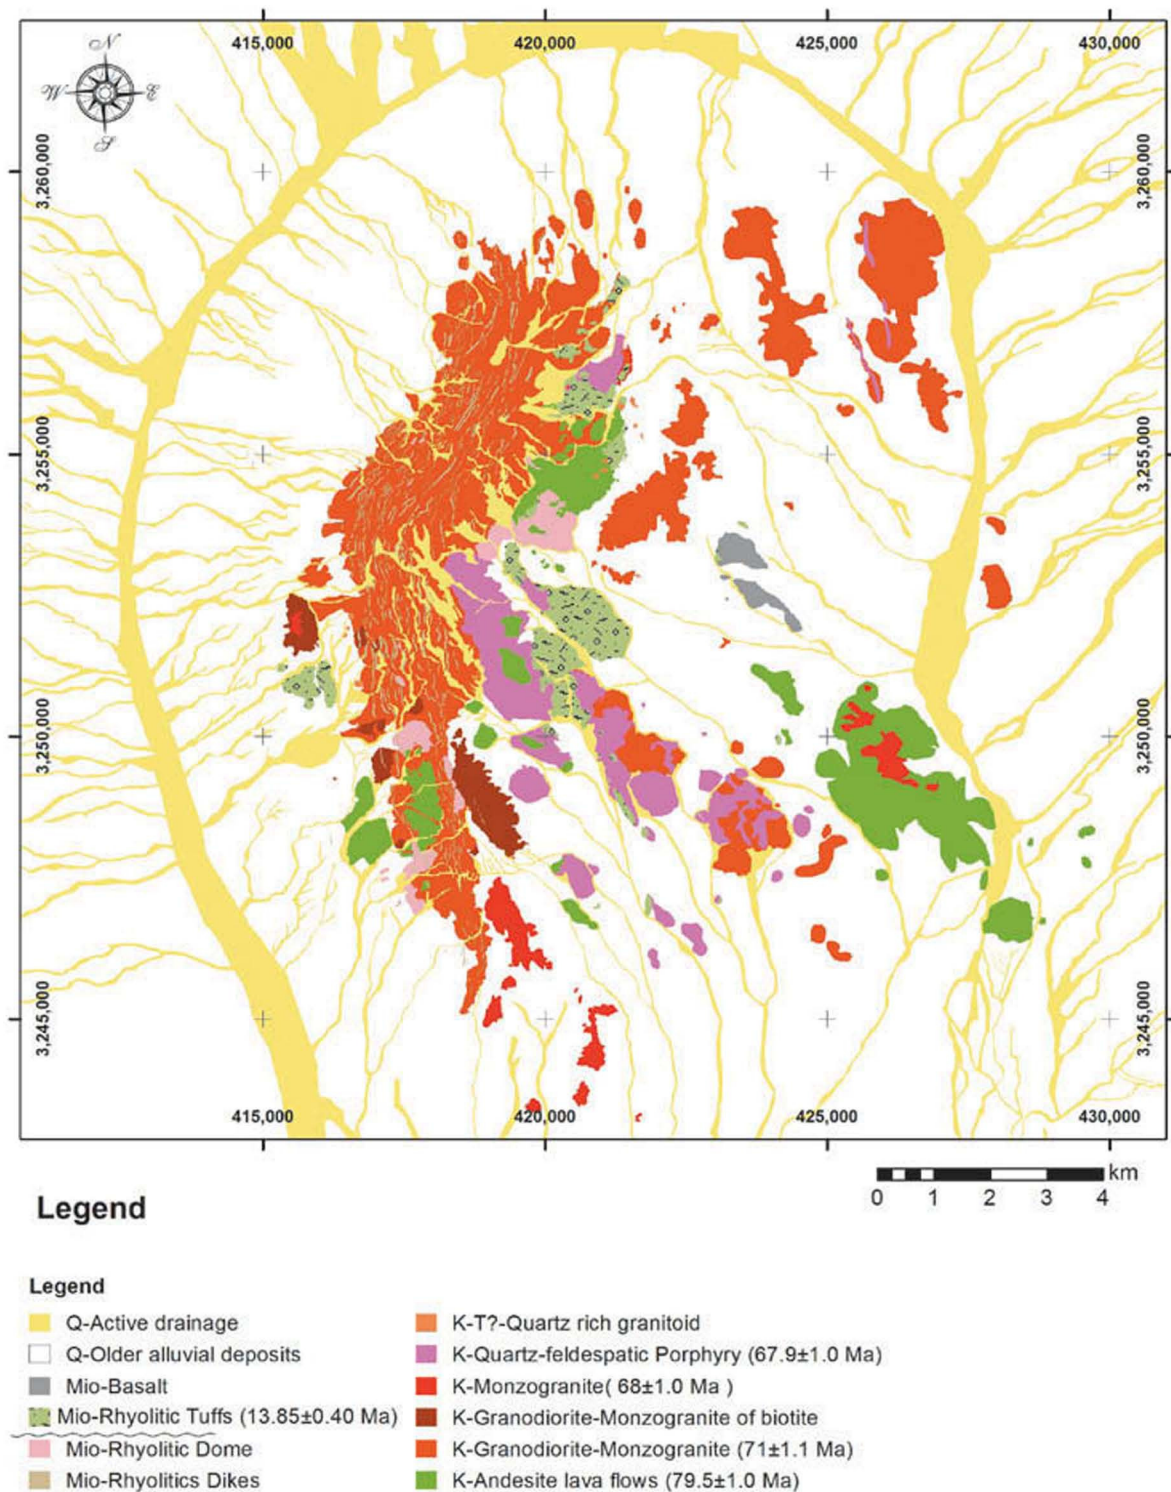 415,000 420,000 425,000 430,000
N
W E
S
3,260,000 3,260,000
3,255,000 3,255,000
3,250,000 3,250,000
3,245,000 3,245,000
415,000 420,000 425,000 430,000
km
0 1 2 3 4
Legend
Legend
Q-Active drainage
Q-Older alluvial deposits
Mio-Basalt
Mio-Rhyolitic Tuffs (13.85±0.40 Ma)
Mio-Rhyolitic Dome
Mio-Rhyolitics Dikes
K-T?-Quartz rich granitoid
K-Quartz-feldespatic Porphyry (67.9±1.0 Ma)
K-Monzogranite( 68±1.0 Ma )
K-Granodiorite-Monzogranite of biotite
K-Granodiorite-Monzogranite (71±1.1 Ma)
K-Andesite lava flows (79.5±1.0 Ma)